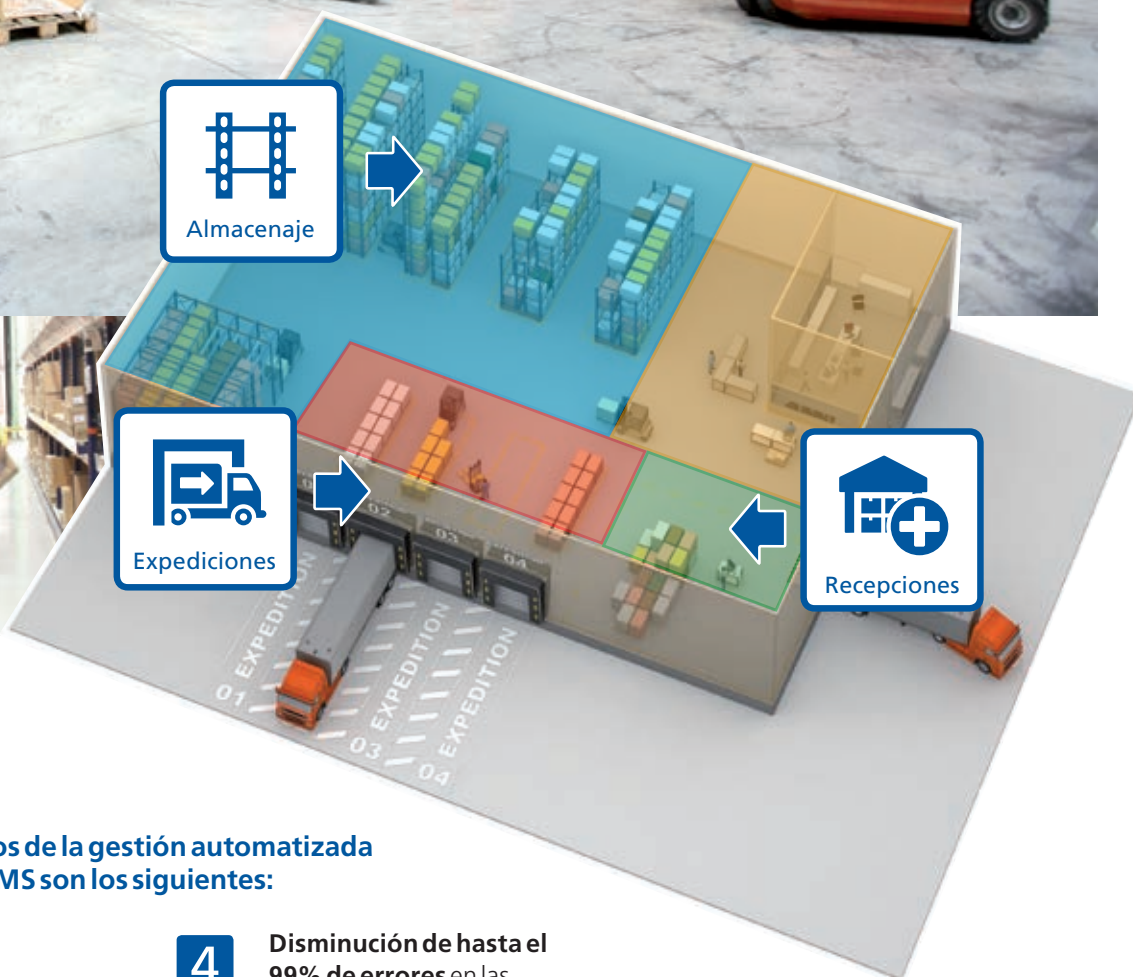 Almacenaje
Expediciones
Recepciones
02
03
04
EXPEDITION
01
EXPEDITION
03
EXPEDITION
04
os de la gestión automatizada
MS son los siguientes:
4
Disminución de hasta el
99% de errores en las